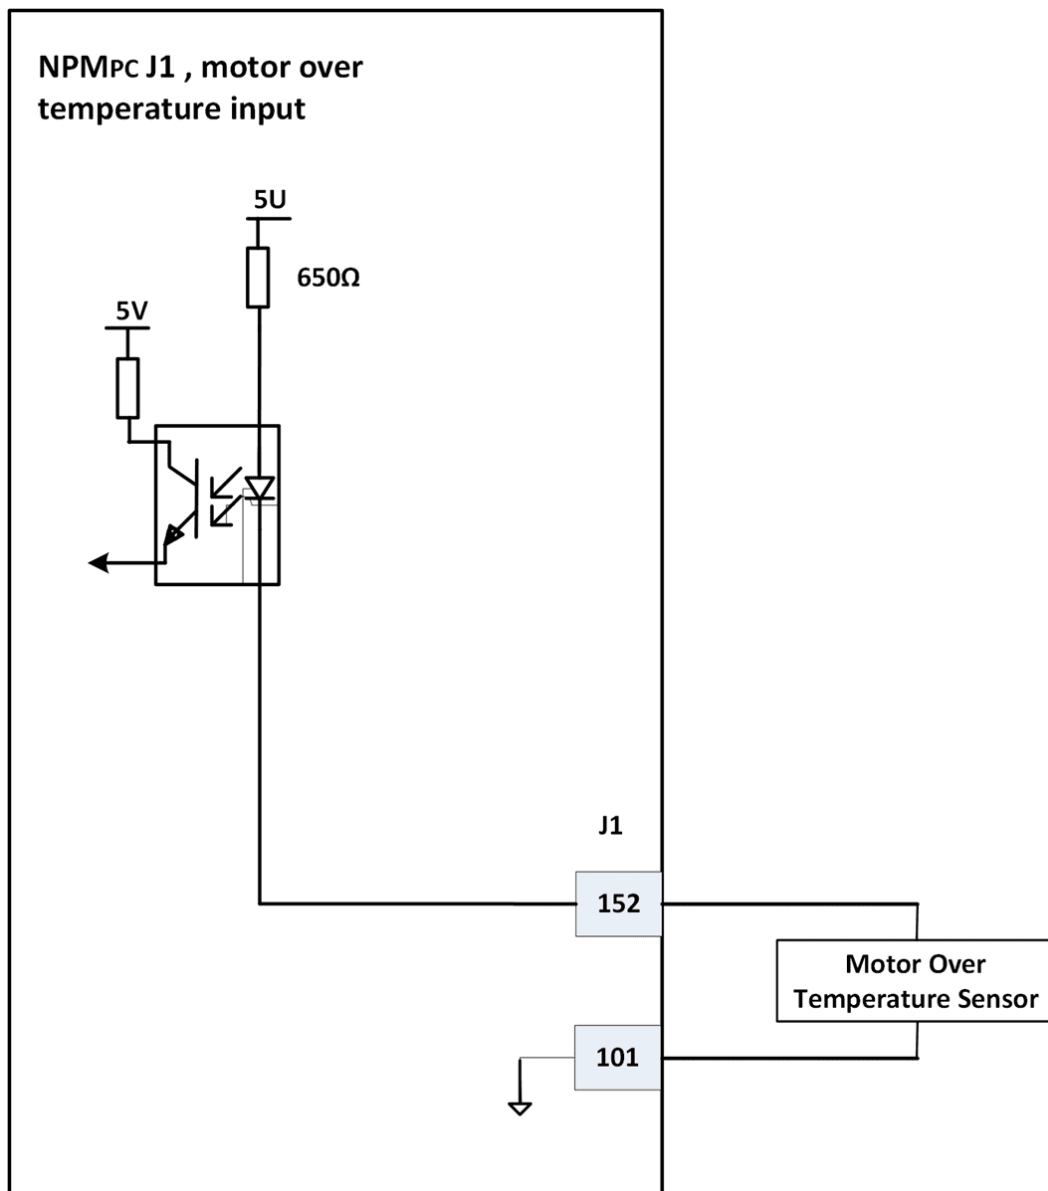 NPMPC J1 , motor over
temperature input
5U
650Ω
5V
J1
152
Motor Over
Temperature Sensor
101